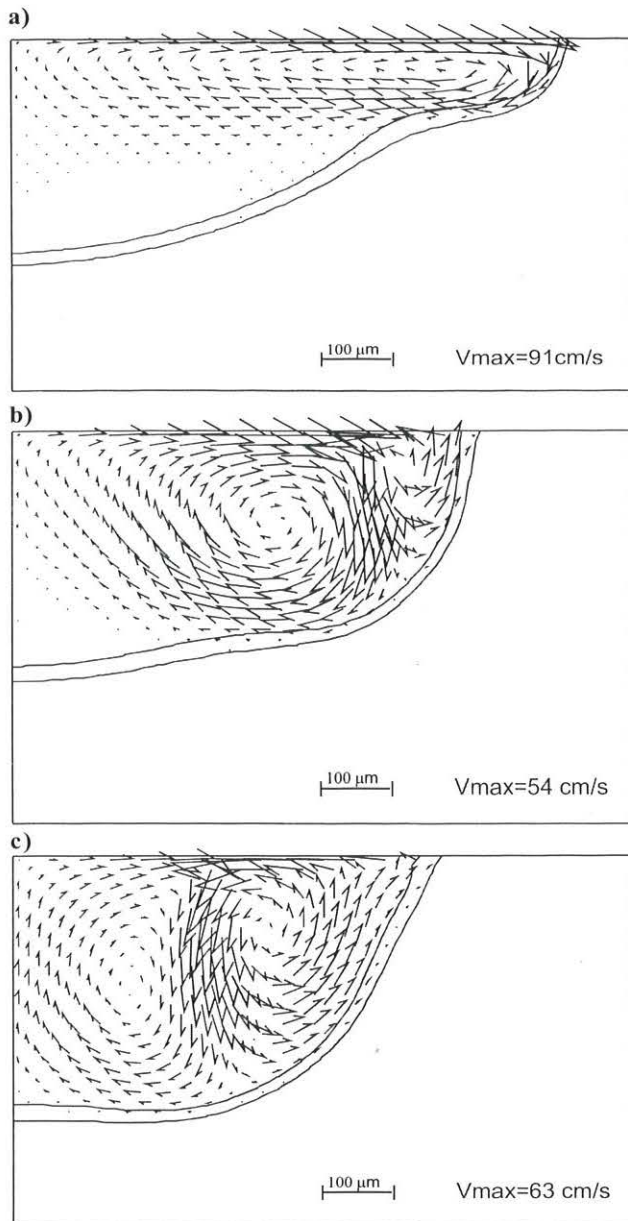 a)
100 μm
Vmax=91cm/s
b)
100 μm
Vmax=54 cm/s
c)
100 μm
Vmax=63 cm/s